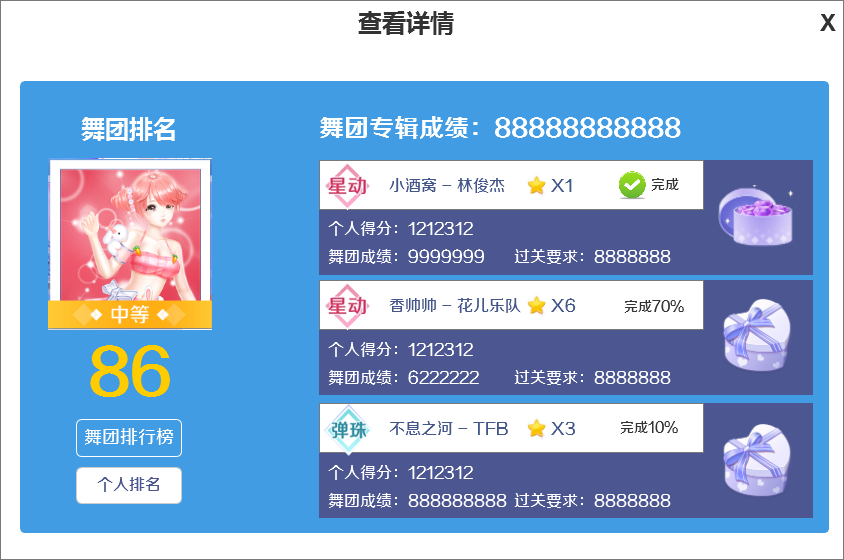 查看详情 X
舞团排名
中等
86
舞团排行榜
个人排名
舞团专辑成绩：88888888888
星动 小酒窝 – 林俊杰 X1 完成
个人得分：1212312
舞团成绩：9999999 过关要求：8888888
星动 香帅帅 – 花儿乐队 X6 完成70%
个人得分：1212312
舞团成绩：6222222 过关要求：8888888
弹珠 不息之河 – TFB X3 完成10%
个人得分：1212312
舞团成绩：888888888 过关要求：8888888